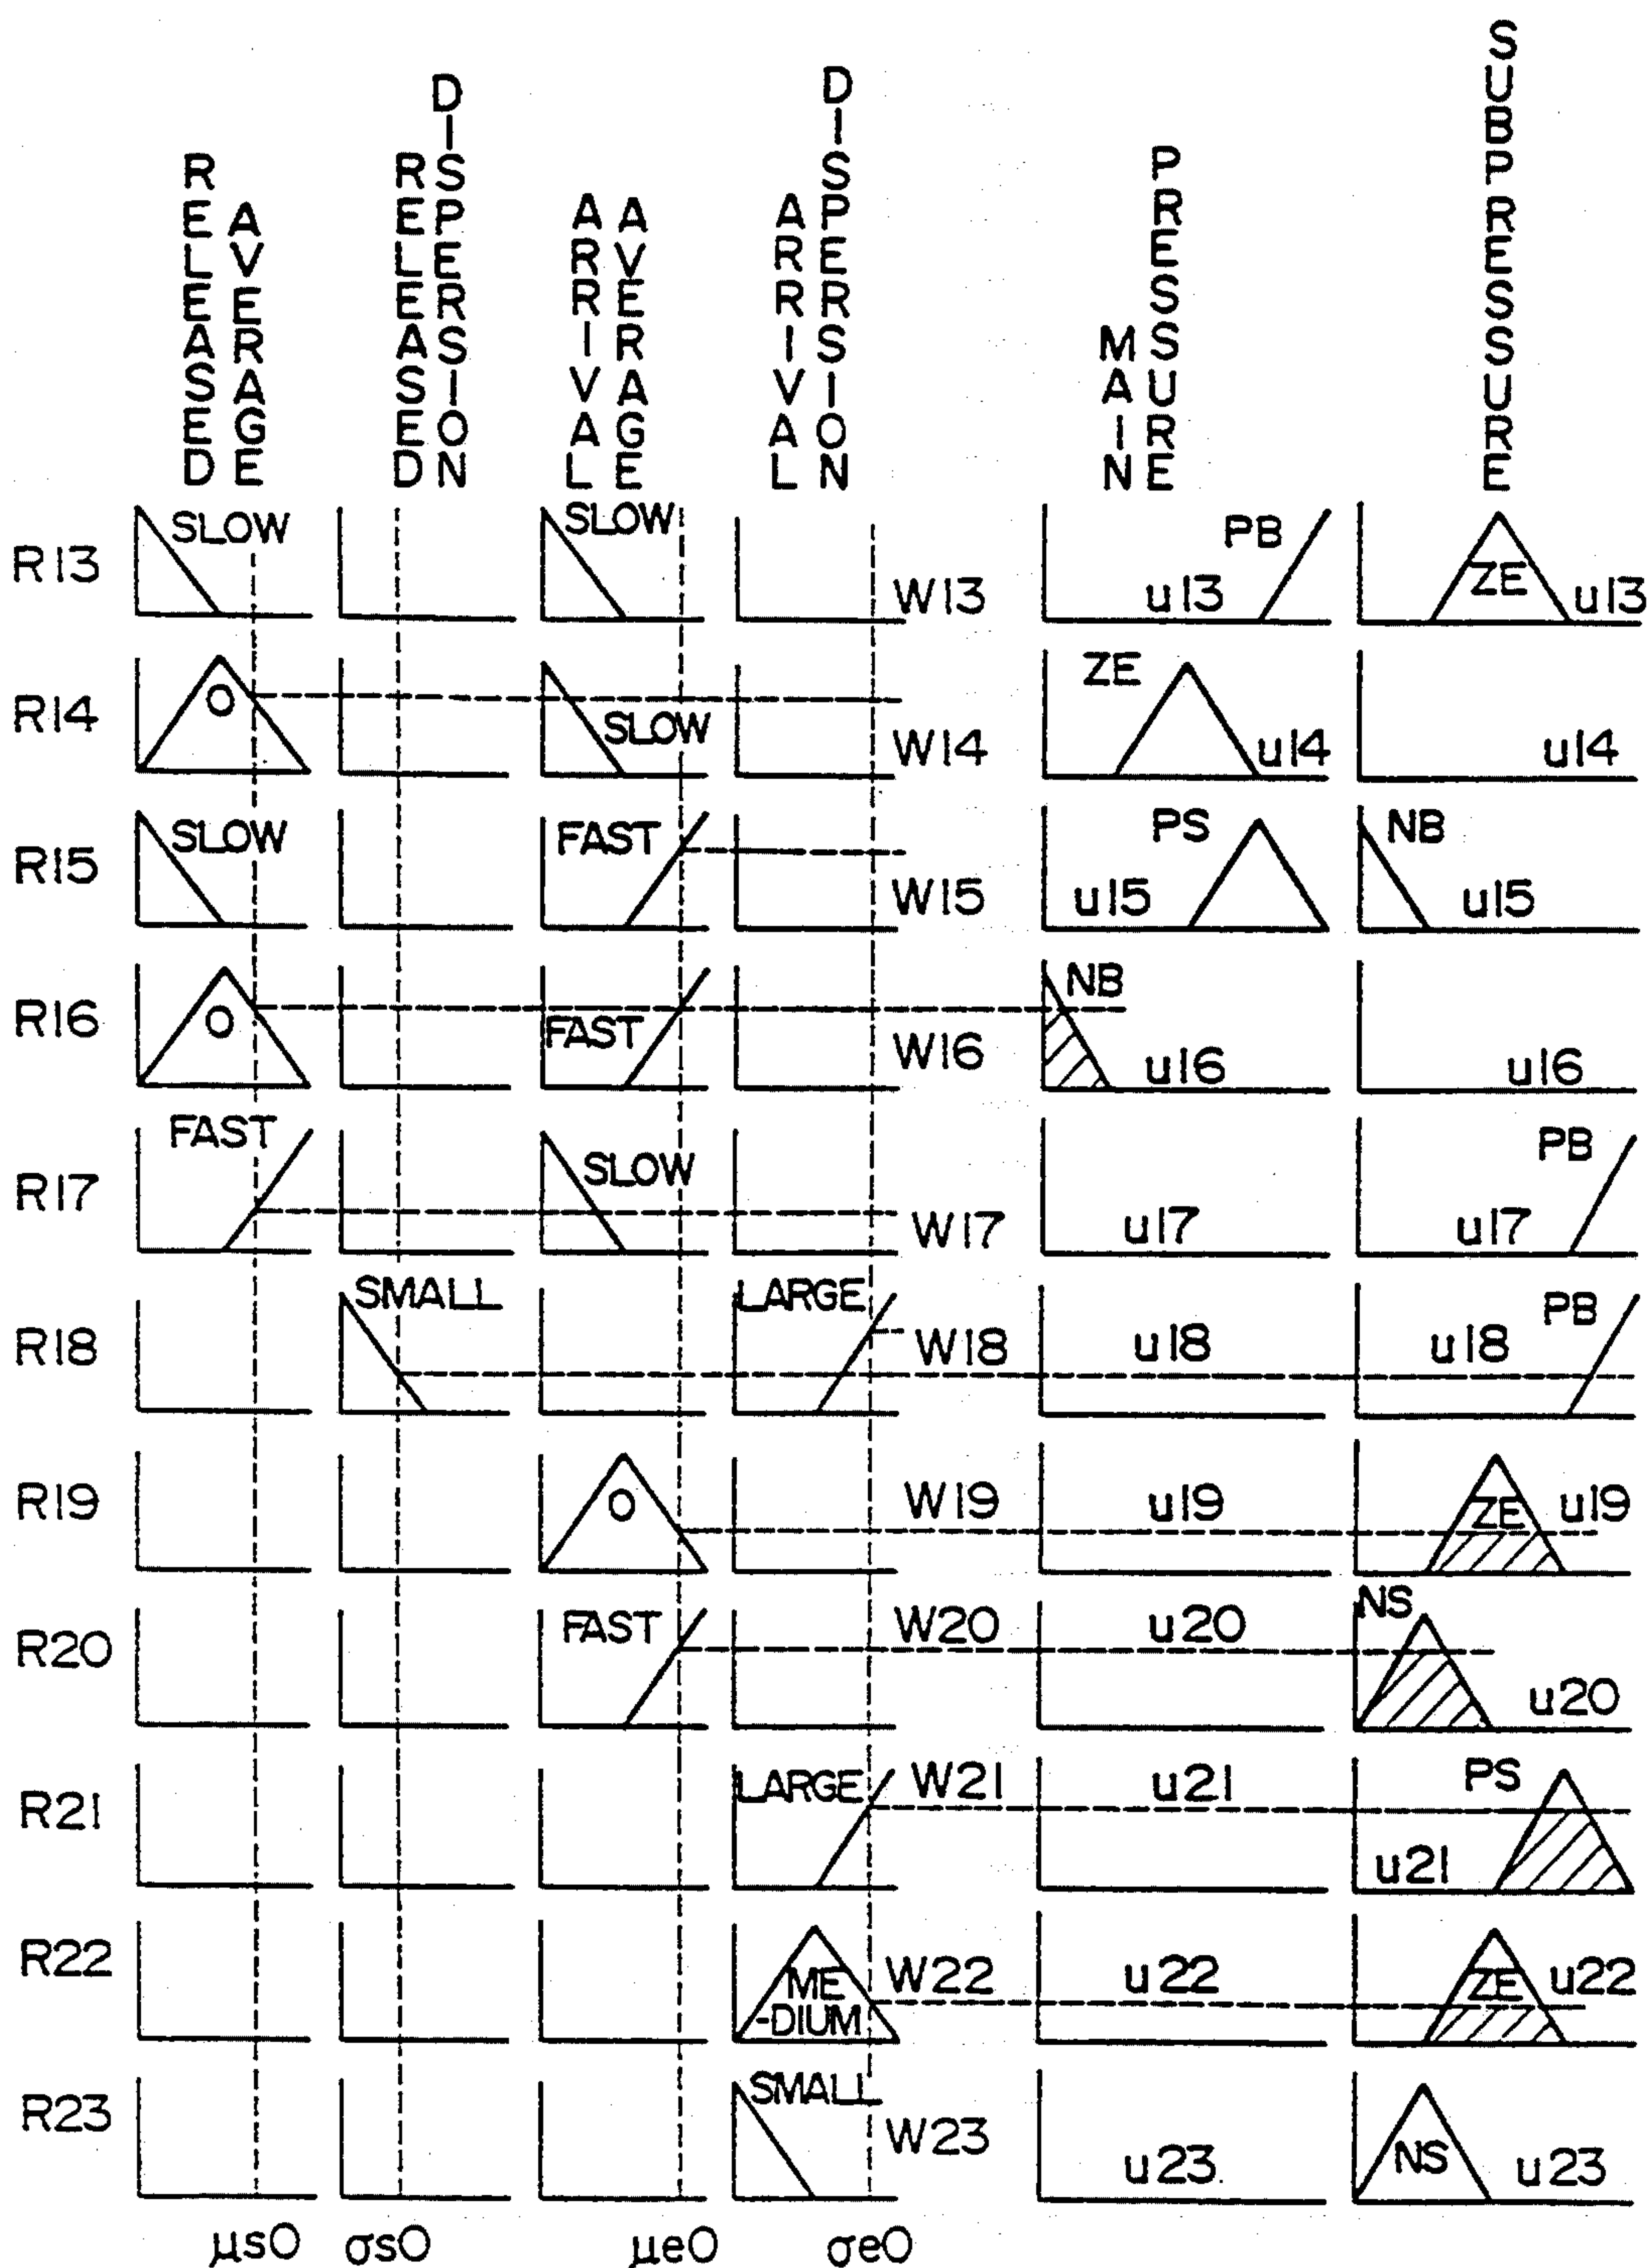 RELEASED AVERAGE
RELEASED DISPERSION
ARRIVAL AVERAGE
ARRIVAL DISPERSION
MAIN PRESSURE
SUBPRESSURE
R13 SLOW SLOW W13 PB u13 ZE u13
R14 O SLOW W14 ZE u14 u14
R15 SLOW FAST W15 PS u15 NB u15
R16 O FAST W16 NB u16 u16
R17 FAST SLOW W17 u17 PB u17
R18 SMALL LARGE W18 u18 u18 PB
R19 O W19 u19 ZE u19
R20 FAST W20 u20 NS u20
R21 LARGE W21 u21 PS u21
R22 ME
-DIUM W22 u22 ZE u22
R23 SMALL W23 u23. NS u23
μsO σsO μeO σeO